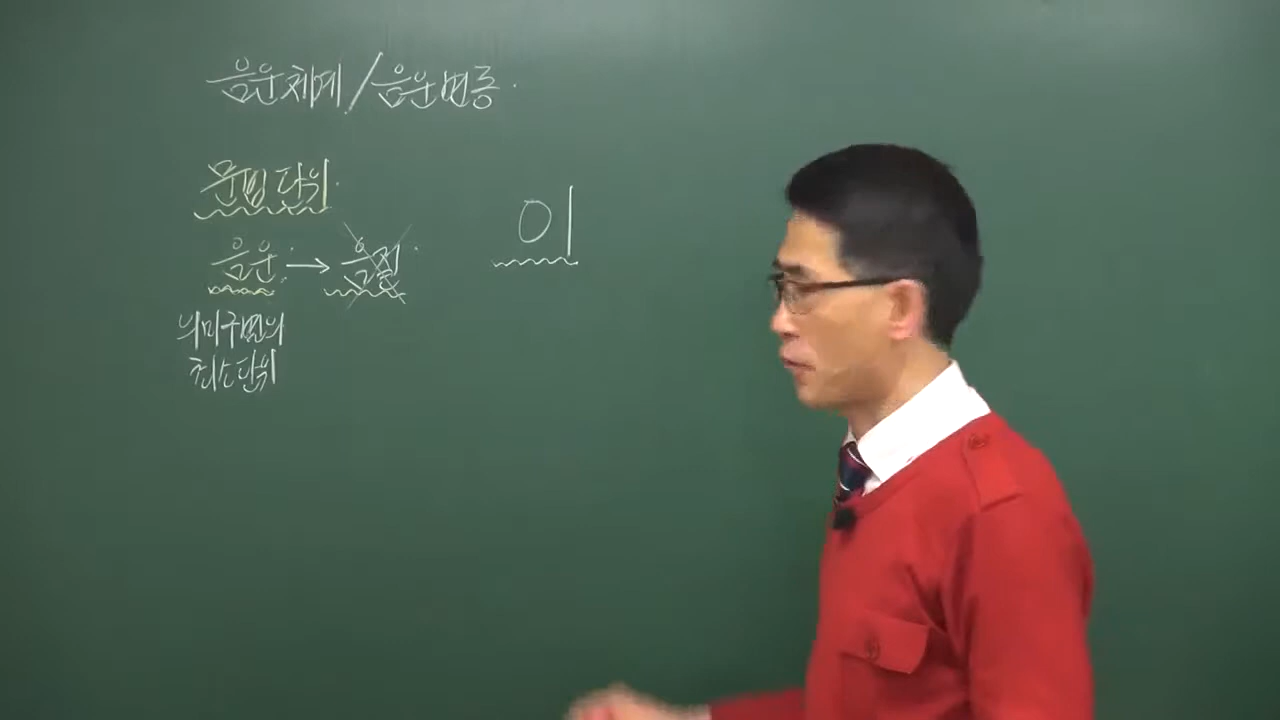 음운체계 / 음운변동.
문법 단위.
음운 → 음절
이
의미구별의
최소단위